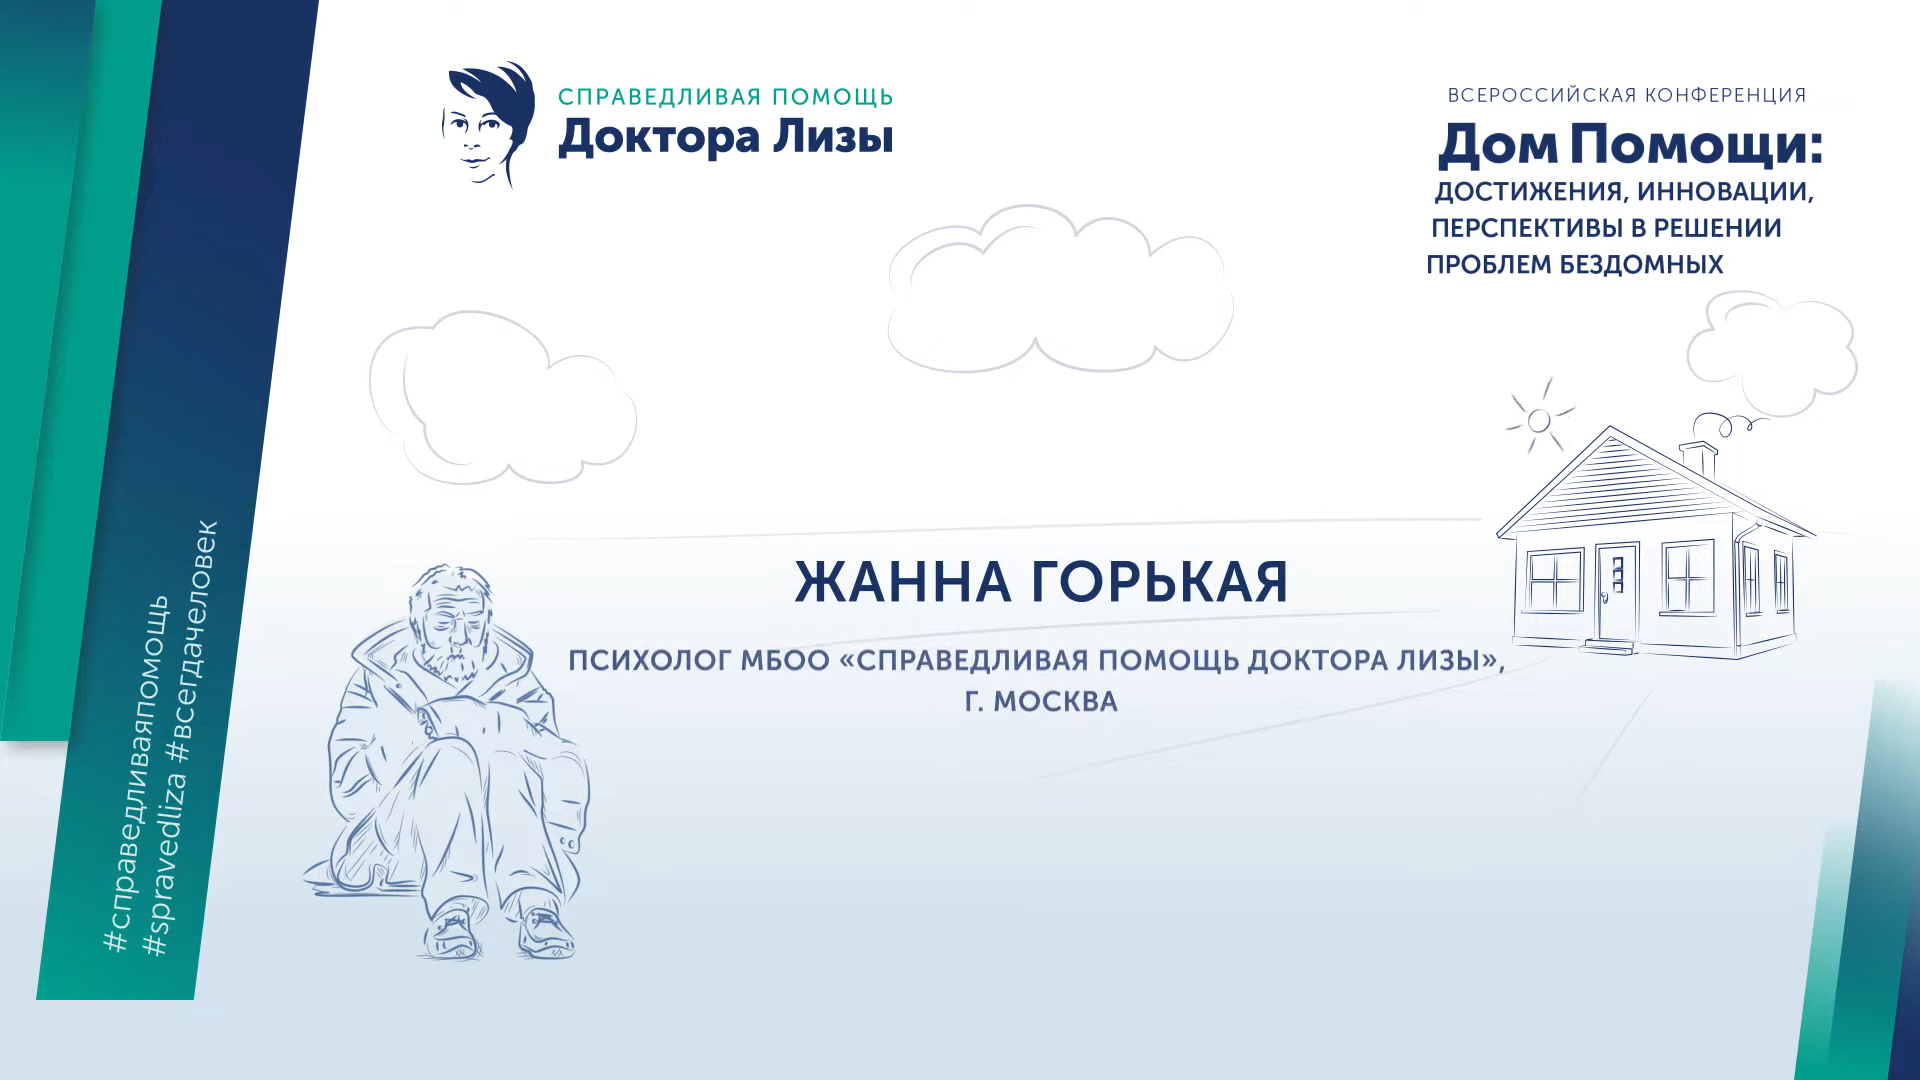 СПРАВЕДЛИВАЯ ПОМОЩЬ
Доктора Лизы
ВСЕРОССИЙСКАЯ КОНФЕРЕНЦИЯ
Дом Помощи:
ДОСТИЖЕНИЯ, ИННОВАЦИИ,
ПЕРСПЕКТИВЫ В РЕШЕНИИ
ПРОБЛЕМ БЕЗДОМНЫХ
ЖАННА ГОРЬКАЯ
ПСИХОЛОГ МБОО «СПРАВЕДЛИВАЯ ПОМОЩЬ ДОКТОРА ЛИЗЫ»,
Г. МОСКВА
#справедливаяпомощь
#spravedliza #всегдачеловек